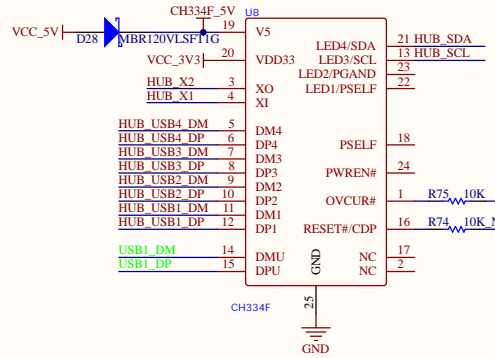 CH334F_5V
U8
VCC_5V
D28
MBR120VLSFT1G
19
V5
VCC_3V3
20
VDD33
HUB_X2
3
XO
HUB_X1
4
XI
HUB_USB4_DM
5
DM4
HUB_USB4_DP
6
DP4
HUB_USB3_DM
7
DM3
HUB_USB3_DP
8
DP3
HUB_USB2_DM
9
DM2
HUB_USB2_DP
10
DP2
HUB_USB1_DM
11
DM1
HUB_USB1_DP
12
DP1
USB1_DM
14
DMU
USB1_DP
15
DPU
LED4/SDA
21
HUB_SDA
LED3/SCL
13
HUB_SCL
LED2/PGAND
23
LED1/PSELF
22
PSELF
18
PWREN#
24
OVCUR#
1
R75
10K
RESET#/CDP
16
R74
10K_N
NC
17
NC
2
GND
25
CH334F
GND